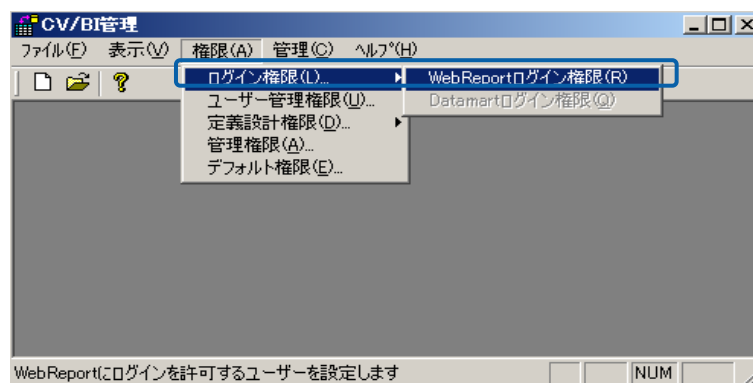 CV/BI管理
ファイル(F) 表示(V) 権限(A) 管理(C) ヘルプ(H)
ログイン権限(L)... WebReportログイン権限(R)
ユーザー管理権限(U)... Datamartログイン権限(Q)
定義設計権限(D)...
管理権限(A)...
デフォルト権限(E)...
WebReportにログインを許可するユーザーを設定します NUM